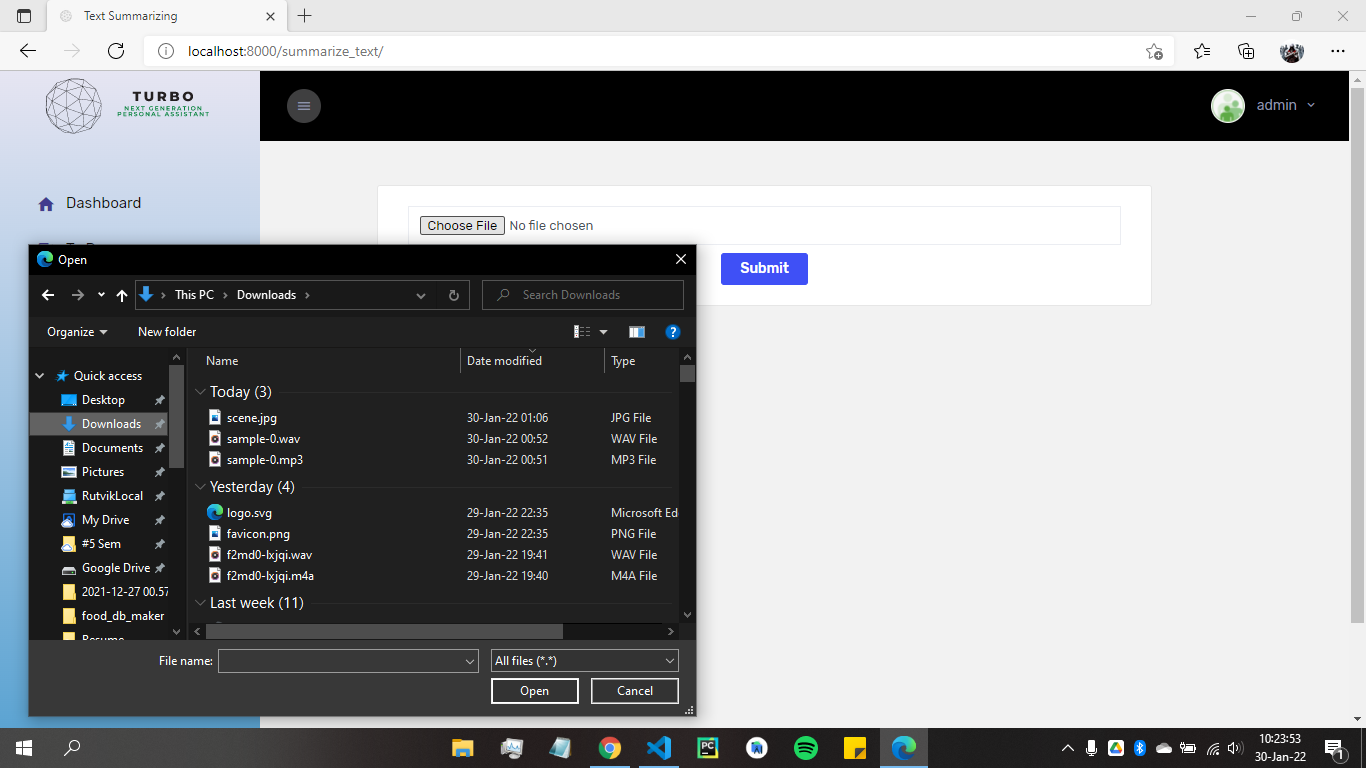 Text Summarizing
localhost:8000/summarize_text/
TURBO
NEXT GENERATION
PERSONAL ASSISTANT
admin
Dashboard
Choose File No file chosen
Submit
Open
This PC > Downloads >
Search Downloads
Organize New folder
Name Date modified Type
Quick access
Desktop
Downloads
Documents
Pictures
RutvikLocal
My Drive
#5 Sem
Google Drive
2021-12-27 00.57
food_db_maker
Resume
Today (3)
scene.jpg 30-Jan-22 01:06 JPG File
sample-0.wav 30-Jan-22 00:52 WAV File
sample-0.mp3 30-Jan-22 00:51 MP3 File
Yesterday (4)
logo.svg 29-Jan-22 22:35 Microsoft Ed
favicon.png 29-Jan-22 22:35 PNG File
f2md0-lxjqi.wav 29-Jan-22 19:41 WAV File
f2md0-lxjqi.m4a 29-Jan-22 19:40 M4A File
Last week (11)
File name: All files (*.*)
Open Cancel
10:23:53
30-Jan-22
1